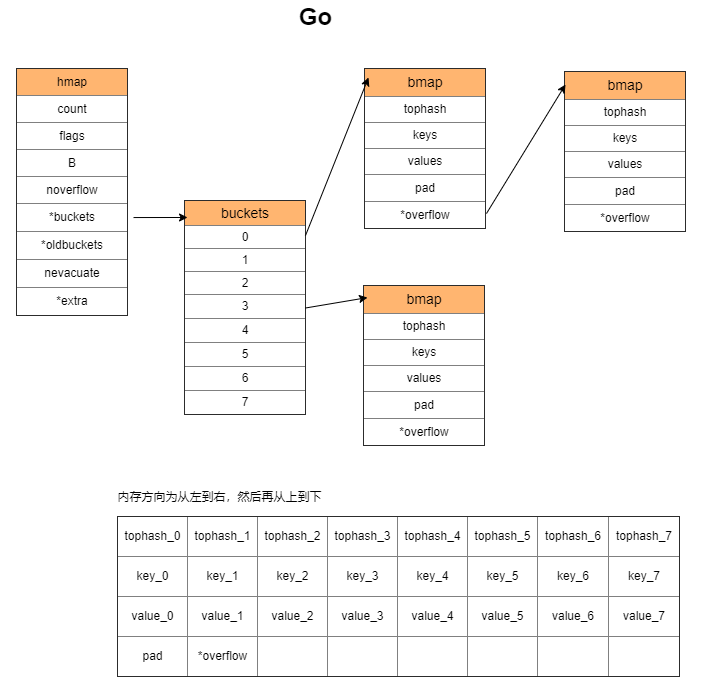 Go
hmap
count
flags
B
noverflow
*buckets
*oldbuckets
nevacuate
*extra
buckets
0
1
2
3
4
5
6
7
bmap
tophash
keys
values
pad
*overflow
bmap
tophash
keys
values
pad
*overflow
bmap
tophash
keys
values
pad
*overflow
内存方向为从左到右，然后再从上到下
tophash_0 tophash_1 tophash_2 tophash_3 tophash_4 tophash_5 tophash_6 tophash_7
key_0 key_1 key_2 key_3 key_4 key_5 key_6 key_7
value_0 value_1 value_2 value_3 value_4 value_5 value_6 value_7
pad *overflow